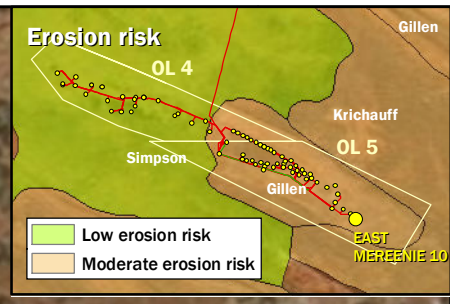 Erosion risk
Gillen
OL 4
Krichauff
OL 5
Simpson
Gillen
EAST
MEREENIE 10
Low erosion risk
Moderate erosion risk